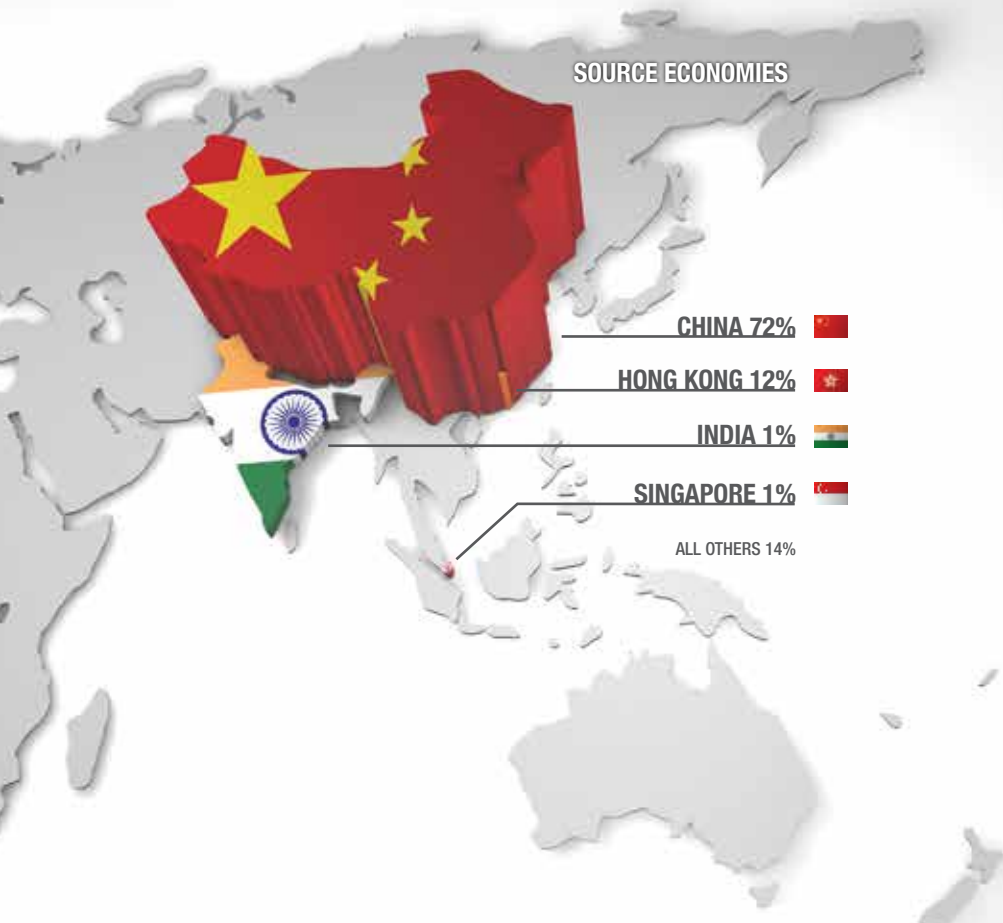 SOURCE ECONOMIES
CHINA 72%
HONG KONG 12%
INDIA 1%
SINGAPORE 1%
ALL OTHERS 14%